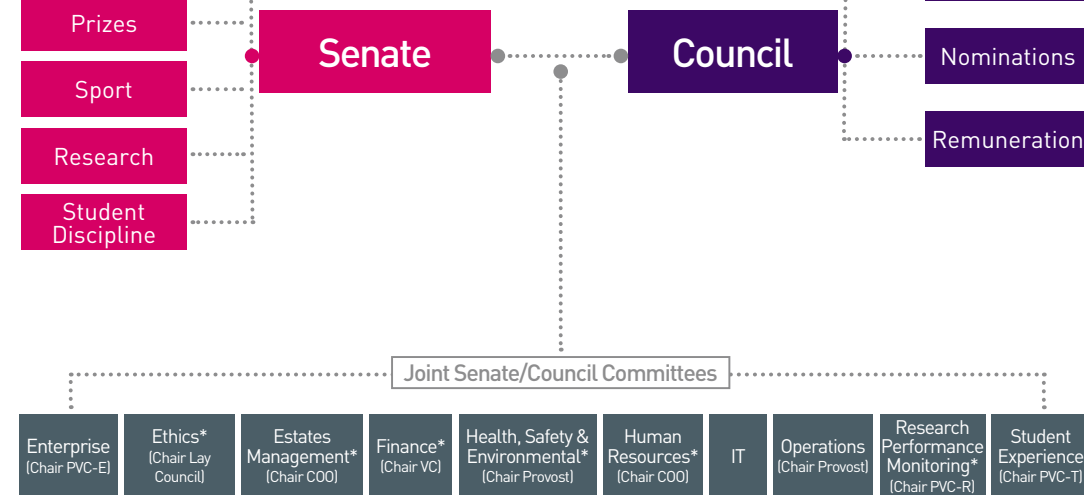 Prizes
Sport
Research
Student
Discipline
Senate
Council
Nominations
Remuneration
Joint Senate/Council Committees
Enterprise
(Chair PVC-E)
Ethics*
(Chair Lay
Council)
Estates
Management*
(Chair COO)
Finance*
(Chair VC)
Health, Safety &
Environmental*
(Chair Provost)
Human
Resources*
(Chair COO)
IT
Operations
(Chair Provost)
Research
Performance
Monitoring*
(Chair PVC-R)
Student
Experience
(Chair PVC-T)